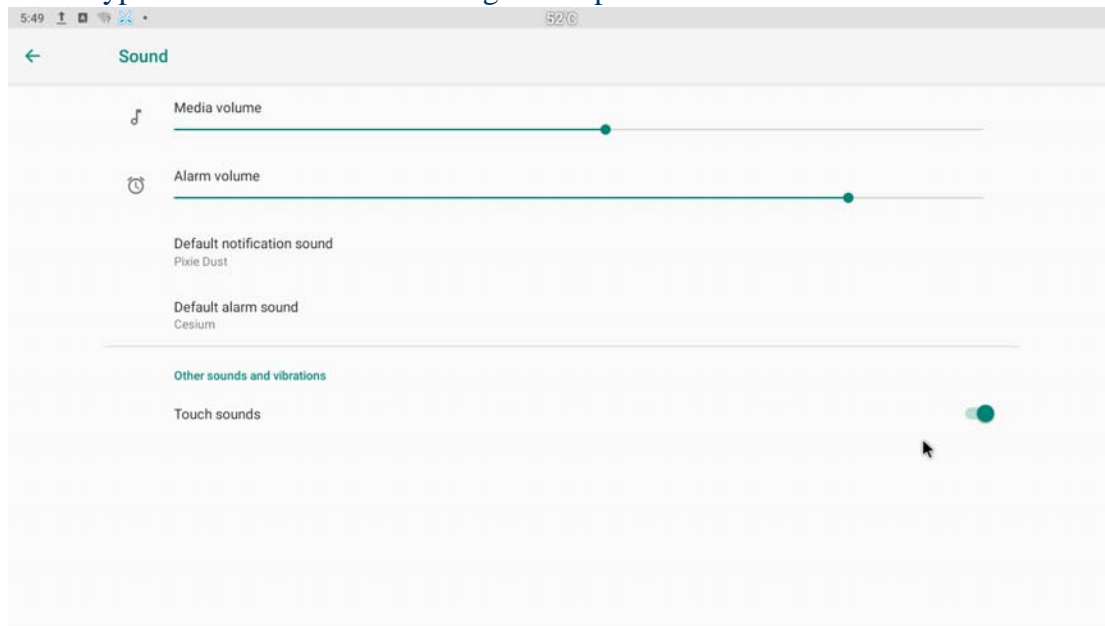 5:49
52°C
Sound
Media volume
Alarm volume
Default notification sound
Pixie Dust
Default alarm sound
Cesium
Other sounds and vibrations
Touch sounds